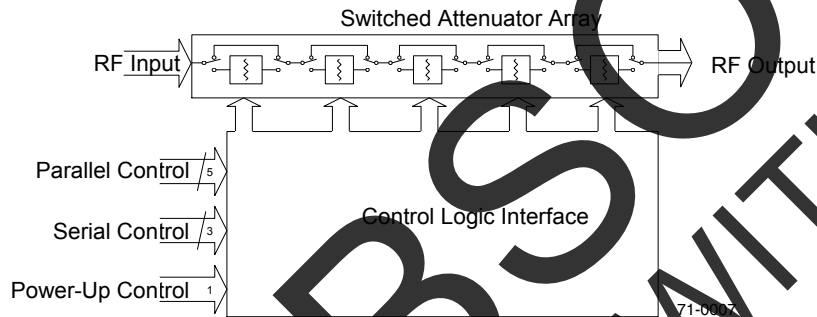 Switched Attenuator Array
RF Input
RF Output
Parallel Control 5
Serial Control 3
Control Logic Interface
Power-Up Control 1
71-0007